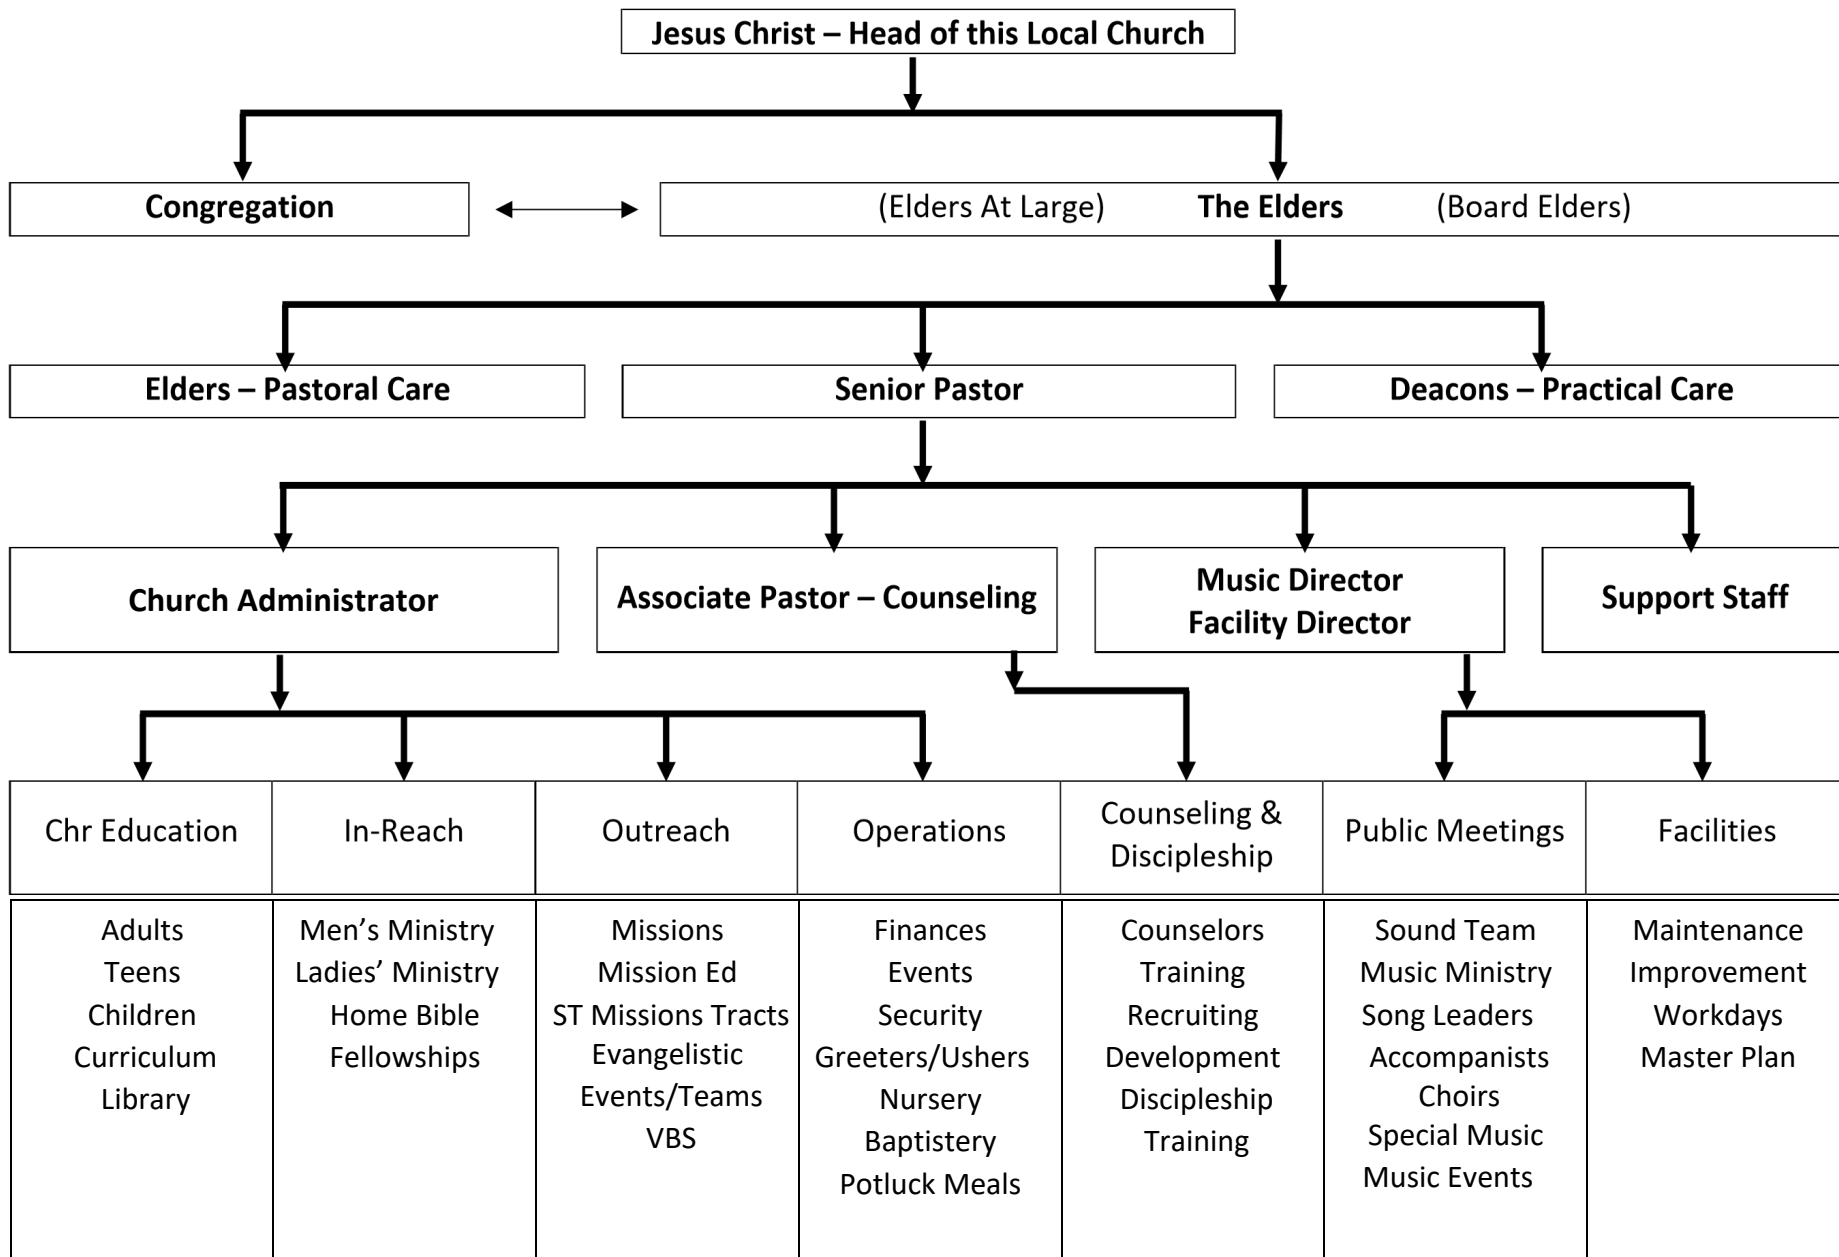 Jesus Christ – Head of this Local Church
Congregation
(Elders At Large) The Elders (Board Elders)
Elders – Pastoral Care
Senior Pastor
Deacons – Practical Care
Church Administrator
Associate Pastor – Counseling
Music Director
Facility Director
Support Staff
Chr Education
In-Reach
Outreach
Operations
Counseling &
Discipleship
Public Meetings
Facilities
Adults
Teens
Children
Curriculum
Library
Men’s Ministry
Ladies’ Ministry
Home Bible
Fellowships
Missions
Mission Ed
ST Missions Tracts
Evangelistic
Events/Teams
VBS
Finances
Events
Security
Greeters/Ushers
Nursery
Baptistery
Potluck Meals
Counselors
Training
Recruiting
Development
Discipleship
Training
Sound Team
Music Ministry
Song Leaders
Accompanists
Choirs
Special Music
Music Events
Maintenance
Improvement
Workdays
Master Plan